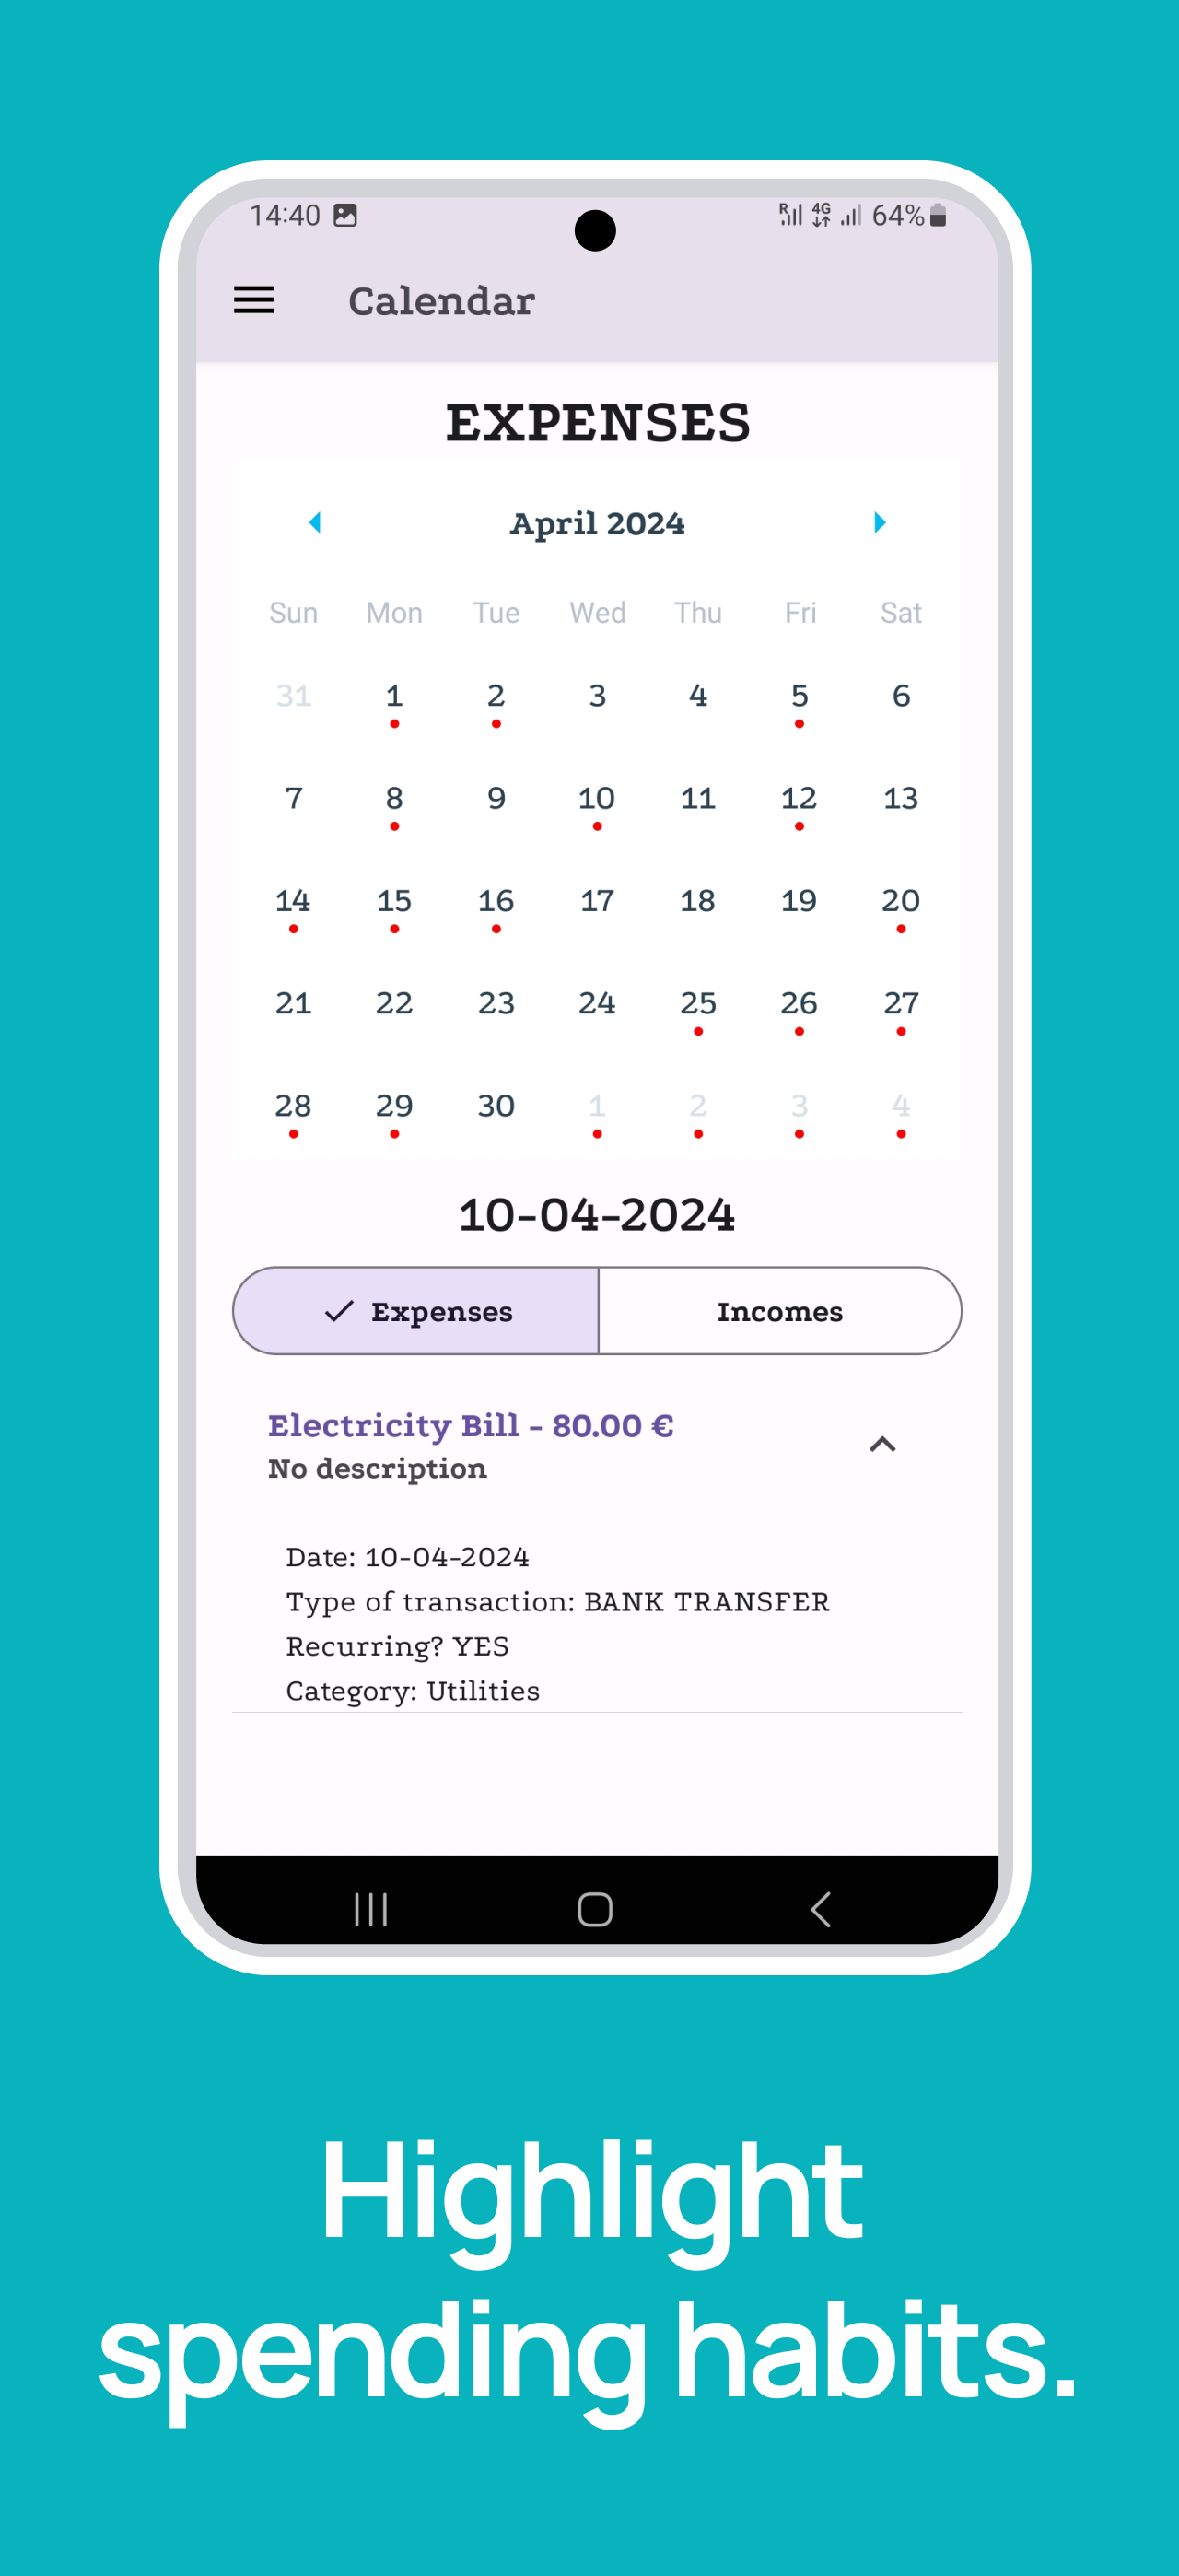 14:40 R 4G 64%
Calendar
EXPENSES
April 2024
Sun Mon Tue Wed Thu Fri Sat
31 1 2 3 4 5 6
7 8 9 10 11 12 13
14 15 16 17 18 19 20
21 22 23 24 25 26 27
28 29 30 1 2 3 4
10-04-2024
Expenses Incomes
Electricity Bill - 80.00 €
No description
Date: 10-04-2024
Type of transaction: BANK TRANSFER
Recurring? YES
Category: Utilities
Highlight
spending habits.